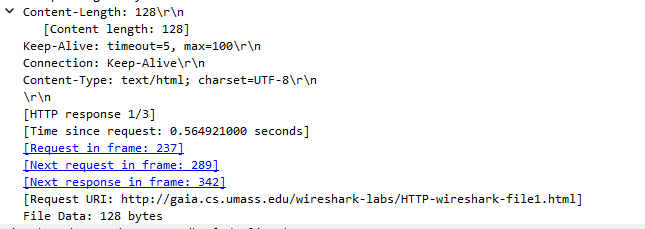 Content-Length: 128\r\n
[Content length: 128]
Keep-Alive: timeout=5, max=100\r\n
Connection: Keep-Alive\r\n
Content-Type: text/html; charset=UTF-8\r\n
\r\n
[HTTP response 1/3]
[Time since request: 0.564921000 seconds]
[Request in frame: 237]
[Next request in frame: 289]
[Next response in frame: 342]
[Request URI: http://gaia.cs.umass.edu/wireshark-labs/HTTP-wireshark-file1.html]
File Data: 128 bytes